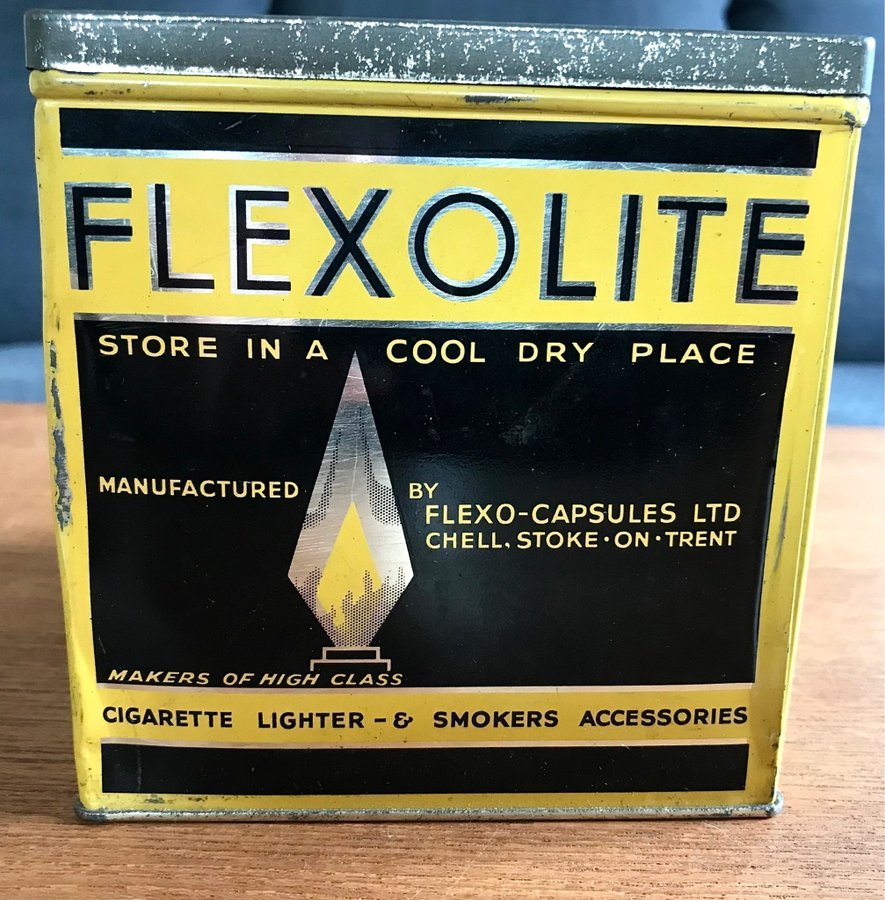 FLEXOLITE
STORE IN A COOL DRY PLACE
MANUFACTURED BY
FLEXO-CAPSULES LTD
CHELL, STOKE·ON·TRENT
MAKERS OF HIGH CLASS
CIGARETTE LIGHTER - & SMOKERS ACCESSORIES